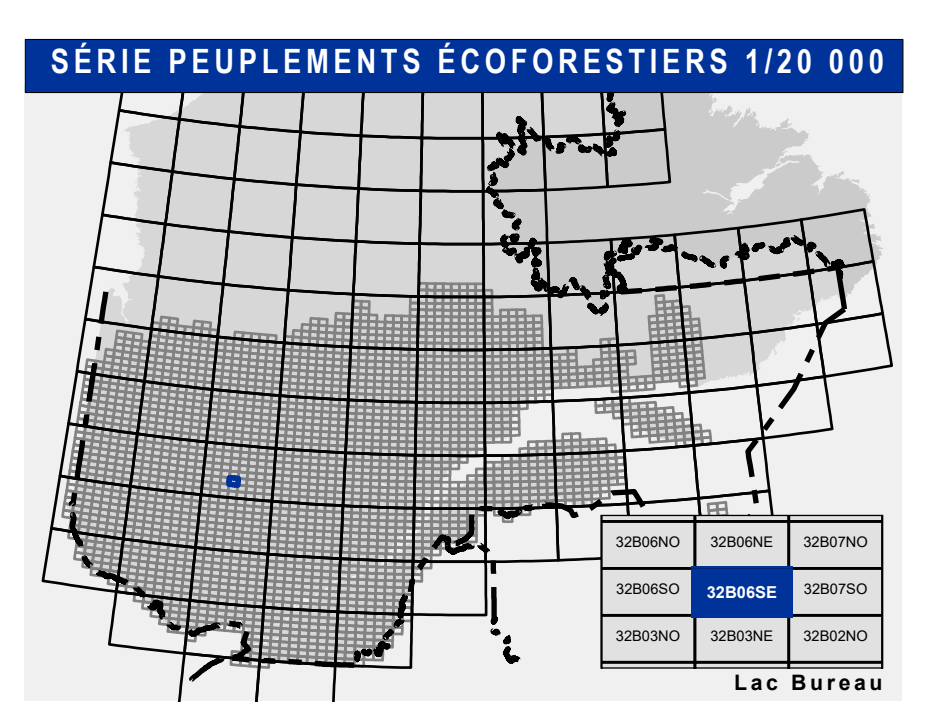 SÉRIE PEUPLEMENTS ÉCOFORESTIERS 1/20 000
32B06NO 32B06NE 32B07NO
32B06SO 32B06SE 32B07SO
32B03NO 32B03NE 32B02NO
Lac Bureau